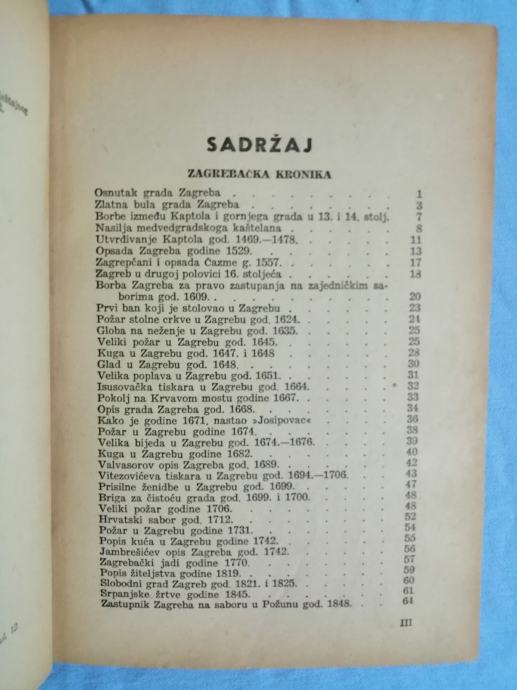 SADRŽAJ
ZAGREBAČKA KRONIKA
Osnutak grada Zagreba . . . . . . . . 1
Zlatna bula grada Zagreba . . . . . . . 3
Borbe između Kaptola i gornjega grada u 13. i 14. stolj. 7
Nasilja medvedgradskoga kaštelana . . . . . 8
Utvrđivanje Kaptola god. 1469.—1478. . . . . 11
Opsada Zagreba godine 1529. . . . . . . 13
Zagrepčani i opsada Čazme g. 1557. . . . . . 17
Zagreb u drugoj polovici 16. stoljeća . . . . . 18
Borba Zagreba za pravo zastupanja na zajedničkim sa-
borima god. 1609. . . . . . . . . . 20
Prvi ban koji je stolovao u Zagrebu . . . . . 23
Požar stolne crkve u Zagrebu god. 1624. . . . . 24
Globa na neženje u Zagrebu god. 1635. . . . . 25
Veliki požar u Zagrebu god. 1645. . . . . . 25
Kuga u Zagrebu god. 1647. i 1648 . . . . . 28
Glad u Zagrebu god. 1648. . . . . . . . 30
Velika poplava u Zagrebu god. 1651. . . . . . 31
Isusovačka tiskara u Zagrebu god. 1664. . . . . 32
Pokolj na Krvavom mostu godine 1667. . . . . 33
Opis grada Zagreba god. 1668. . . . . . . 34
Kako je godine 1671. nastao »Josipovac« . . . . 36
Požar u Zagrebu godine 1674. . . . . . . 38
Velika bijeda u Zagrebu god. 1674.—1676. . . . . 39
Kuga u Zagrebu godine 1682. . . . . . . 40
Valvasorov opis Zagreba god. 1689. . . . . . 42
Vitezovićeva tiskara u Zagrebu god. 1694.—1706. . . 43
Prisilne ženidbe u Zagrebu god. 1699. . . . . . 47
Briga za čistoću grada god. 1699. i 1700. . . . . 48
Veliki požar godine 1706. . . . . . . . 48
Hrvatski sabor god. 1712. . . . . . . . 52
Požar u Zagrebu godine 1731. . . . . . . 54
Popis kuća u Zagrebu godine 1742. . . . . . 55
Jambrešićev opis Zagreba god. 1742. . . . . . 56
Zagrebački jadi godine 1770. . . . . . . 57
Popis žiteljstva godine 1819. . . . . . . 59
Slobodni grad Zagreb god. 1821. i 1825. . . . . 60
Srpanjske žrtve godine 1845. . . . . . . 61
Zastupnik Zagreba na saboru u Požunu god. 1848. . . 64
III